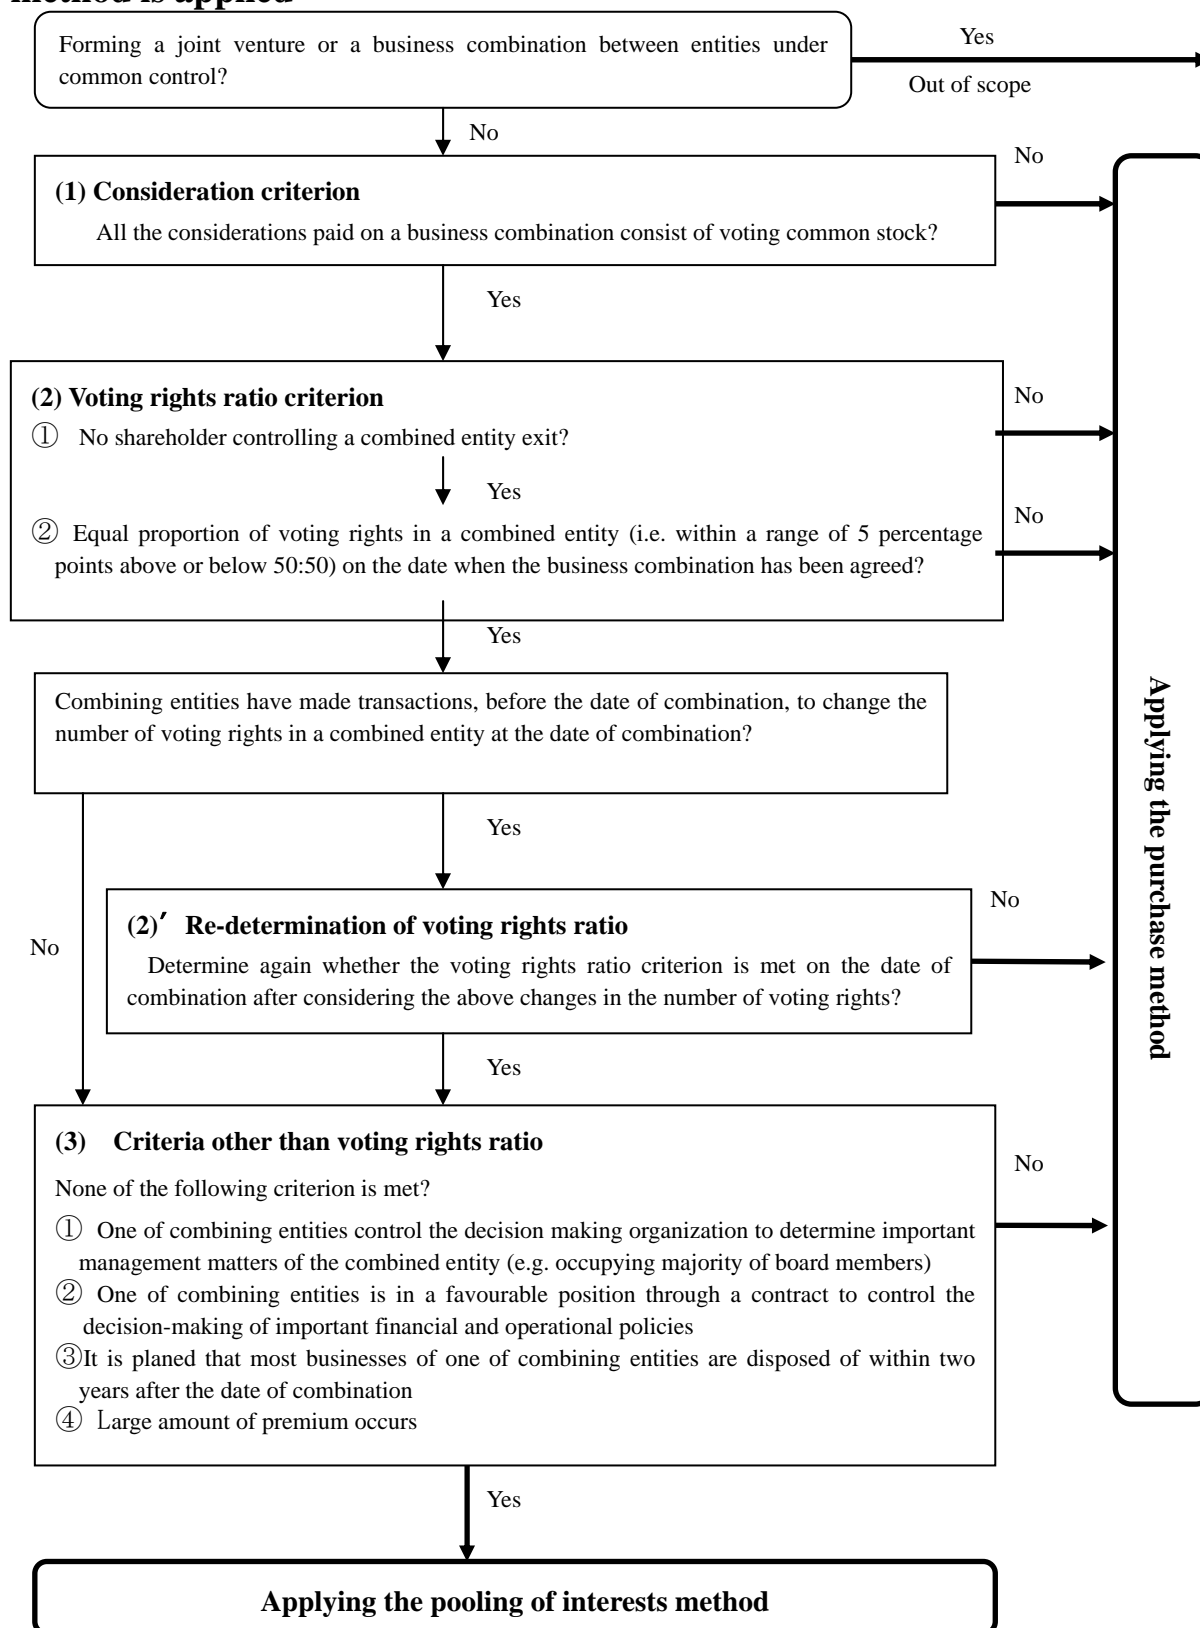 method is applied
Forming a joint venture or a business combination between entities under
common control?
Yes
Out of scope
No
No
(1) Consideration criterion
All the considerations paid on a business combination consist of voting common stock?
Yes
(2) Voting rights ratio criterion
No
① No shareholder controlling a combined entity exit?
Yes
No
② Equal proportion of voting rights in a combined entity (i.e. within a range of 5 percentage
points above or below 50:50) on the date when the business combination has been agreed?
Yes
Combining entities have made transactions, before the date of combination, to change the
number of voting rights in a combined entity at the date of combination?
Yes
No
(2)′ Re-determination of voting rights ratio
No
Determine again whether the voting rights ratio criterion is met on the date of
combination after considering the above changes in the number of voting rights?
Yes
Applying the purchase method
(3) Criteria other than voting rights ratio
No
None of the following criterion is met?
① One of combining entities control the decision making organization to determine important
management matters of the combined entity (e.g. occupying majority of board members)
② One of combining entities is in a favourable position through a contract to control the
decision-making of important financial and operational policies
③It is planed that most businesses of one of combining entities are disposed of within two
years after the date of combination
④ Large amount of premium occurs
Yes
Applying the pooling of interests method